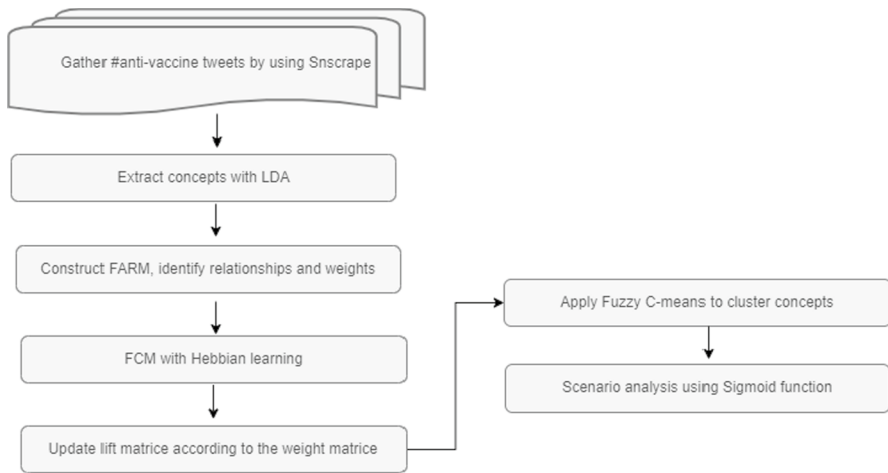 Gather #anti-vaccine tweets by using Snscrape
Extract concepts with LDA
Construct FARM, identify relationships and weights
FCM with Hebbian learning
Update lift matrice according to the weight matrice
Apply Fuzzy C-means to cluster concepts
Scenario analysis using Sigmoid function